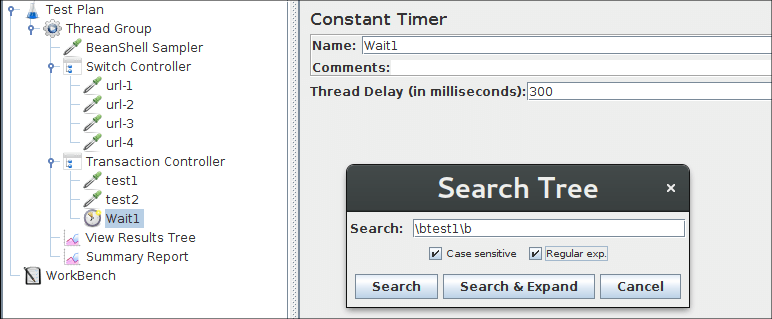 Test Plan
Thread Group
BeanShell Sampler
Switch Controller
url-1
url-2
url-3
url-4
Transaction Controller
test1
test2
Wait1
View Results Tree
Summary Report
WorkBench
Constant Timer
Name: Wait1
Comments:
Thread Delay (in milliseconds): 300
Search Tree ×
Search: \btest1\b
Case sensitive Regular exp.
Search Search & Expand Cancel